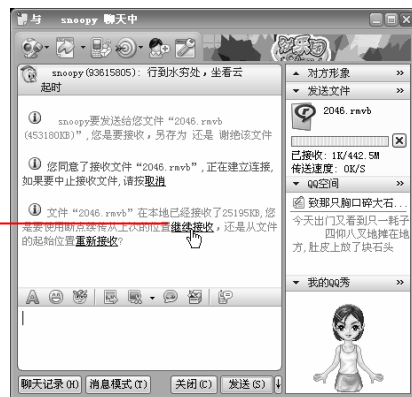 与 snoopy 聊天中
snoopy(93615805): 行到水穷处，坐看云
起时
snoopy要发送给您文件“2046.rmvb
(453180KB)”,您是要接收，另存为 还是 谢绝该文件
您同意了接收文件“2046.rmvb”,正在建立连接,
如果要中止接收文件,请按取消
文件“2046.rmvb”在本地已经接收了25195KB,您
是要使用断点续传从上次的位置继续接收，还是从文件
的起始位置重新接收?
聊天记录(H) 消息模式(T) 关闭(C) 发送(S)
对方形象 »
发送文件 »
2046.rmvb
已接收: 1K/442.5M
传送速度: 0K/S
QQ空间 »
致那只胸口碎大石...
今天出门又看到只一耗子
四仰八叉地摊在地
方,肚皮上放了块石头
我的QQ秀 »